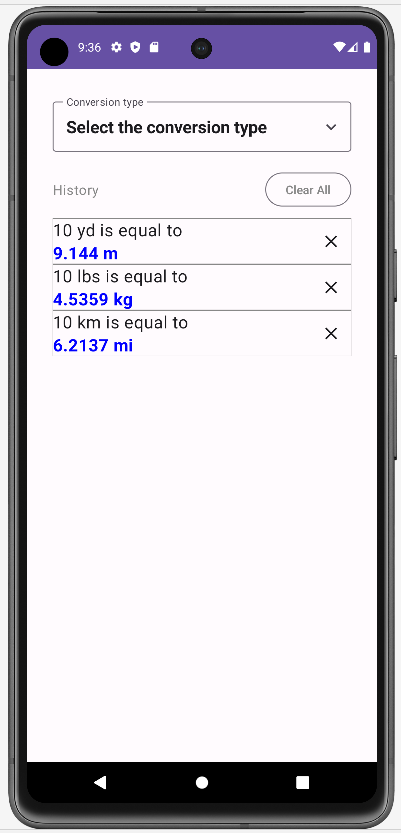 9:36
Conversion type
Select the conversion type
History
Clear All
10 yd is equal to
9.144 m
10 lbs is equal to
4.5359 kg
10 km is equal to
6.2137 mi